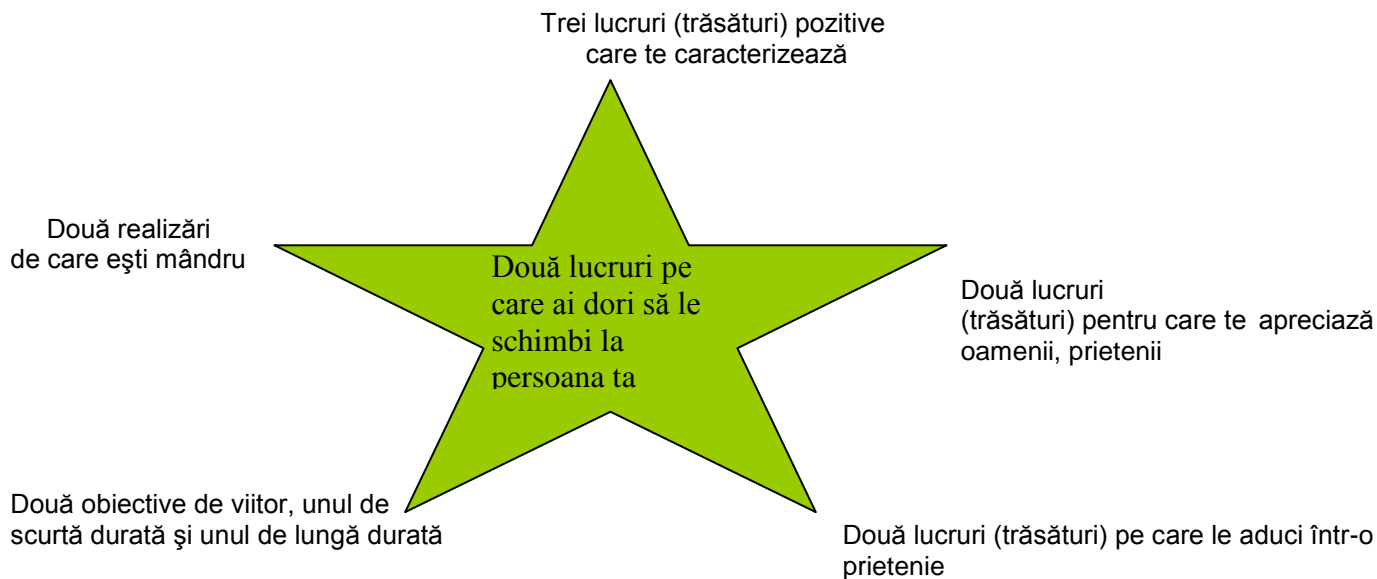 Trei lucruri (trăsături) pozitive
care te caracterizează
Două realizări
de care eşti mândru
Două lucruri pe
care ai dori să le
schimbi la
persoana ta
Două lucruri
(trăsături) pentru care te apreciază
oamenii, prietenii
Două obiective de viitor, unul de
scurtă durată şi unul de lungă durată
Două lucruri (trăsături) pe care le aduci într-o
prietenie